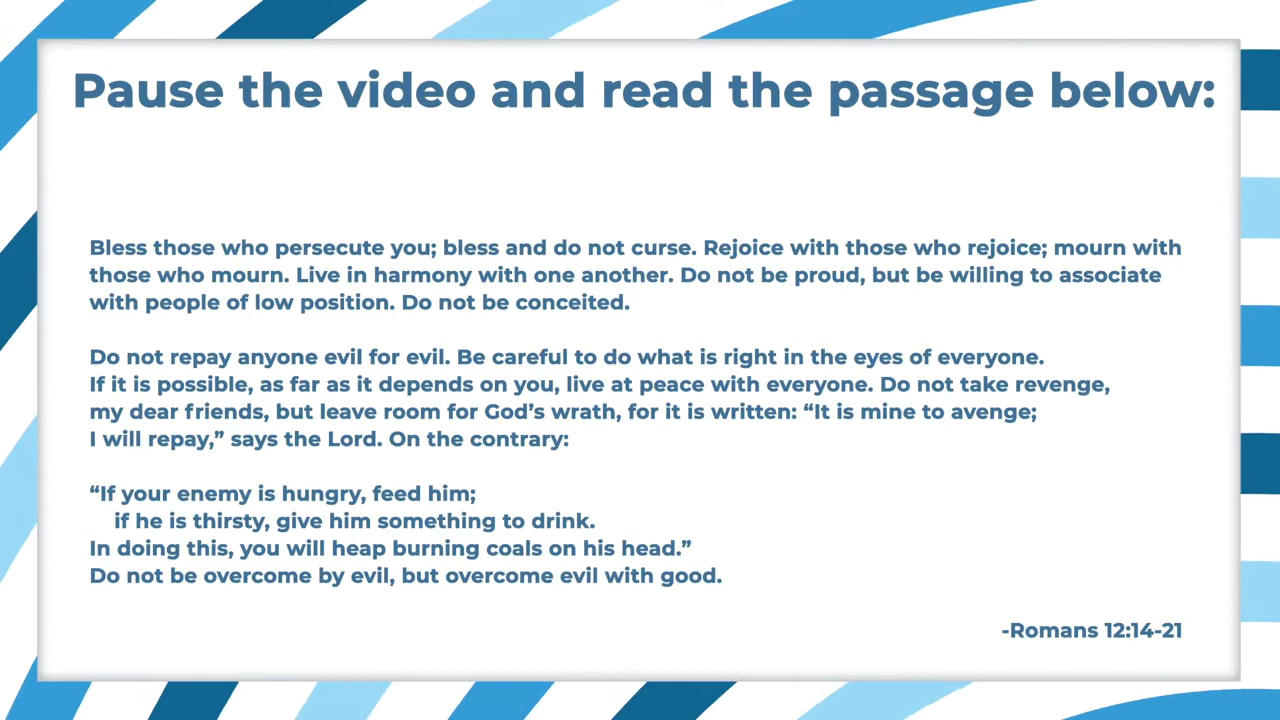 Pause the video and read the passage below:
Bless those who persecute you; bless and do not curse. Rejoice with those who rejoice; mourn with
those who mourn. Live in harmony with one another. Do not be proud, but be willing to associate
with people of low position. Do not be conceited.
Do not repay anyone evil for evil. Be careful to do what is right in the eyes of everyone.
If it is possible, as far as it depends on you, live at peace with everyone. Do not take revenge,
my dear friends, but leave room for God’s wrath, for it is written: “It is mine to avenge;
I will repay,” says the Lord. On the contrary:
“If your enemy is hungry, feed him;
if he is thirsty, give him something to drink.
In doing this, you will heap burning coals on his head.”
Do not be overcome by evil, but overcome evil with good.
-Romans 12:14-21